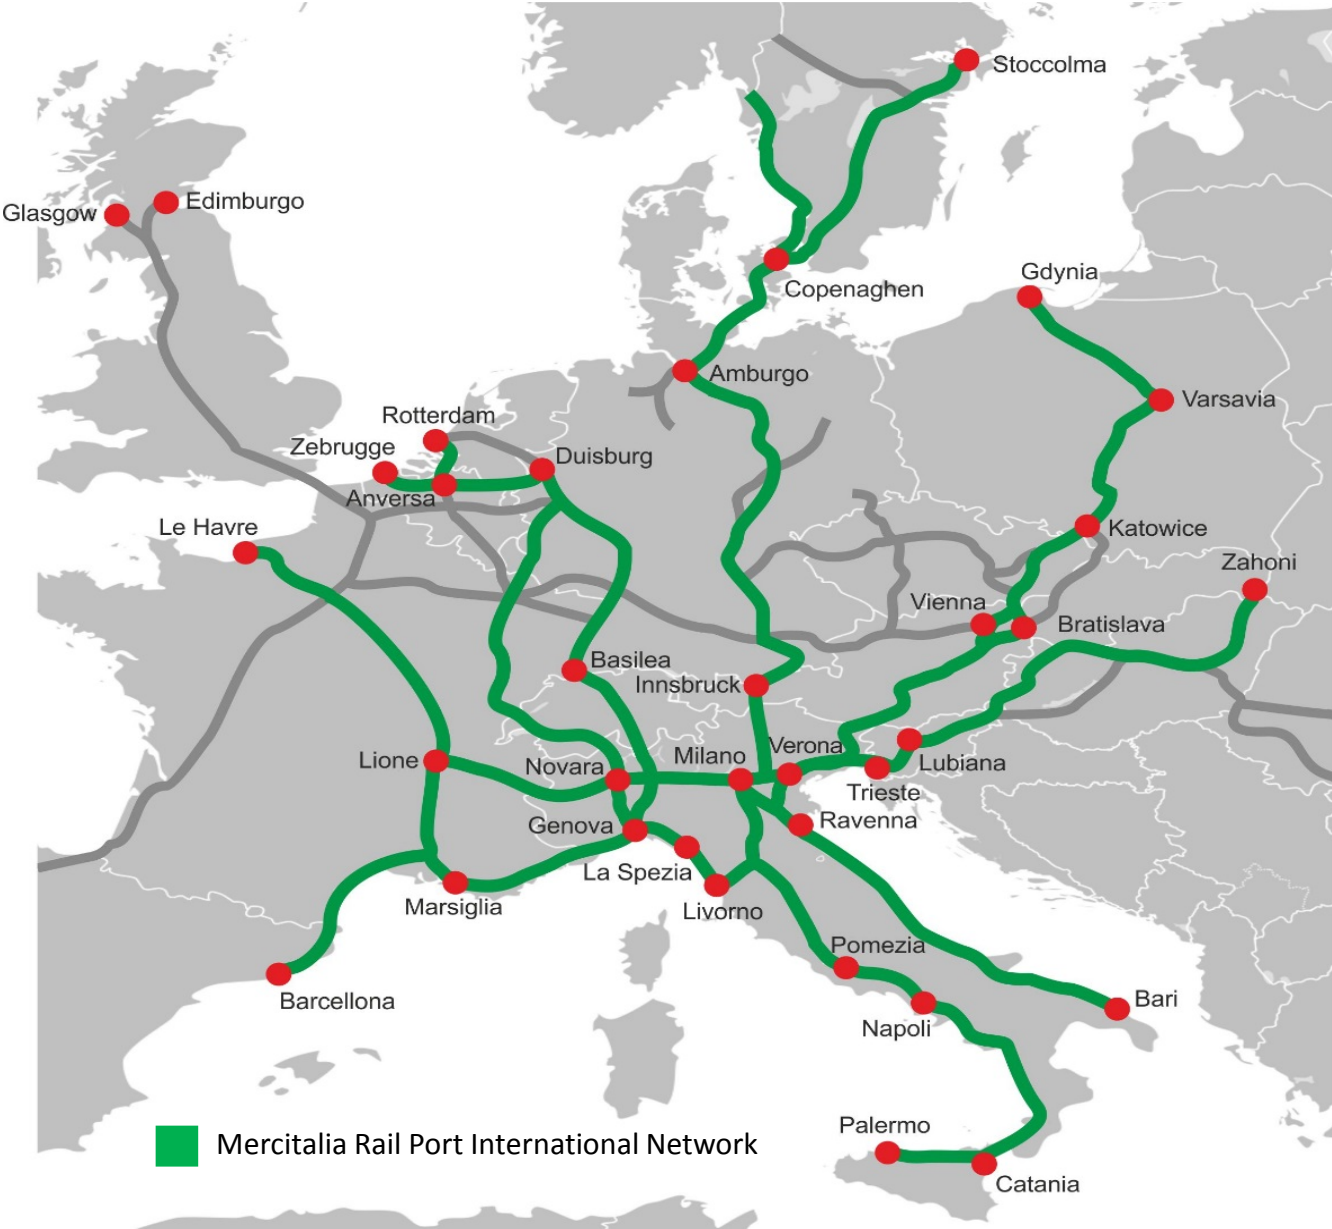 Stoccolma
Edimburgo
Glasgow
Gdynia
Copenaghen
Amburgo
Varsavia
Rotterdam
Zebrugge
Duisburg
Anversa
Le Havre
Katowice
Zahoni
Vienna
Bratislava
Basilea
Innsbruck
Verona
Milano
Lione
Novara
Lubiana
Trieste
Ravenna
Genova
La Spezia
Marsiglia
Livorno
Pomezia
Barcellona
Bari
Napoli
Palermo
Mercitalia Rail Port International Network
Catania